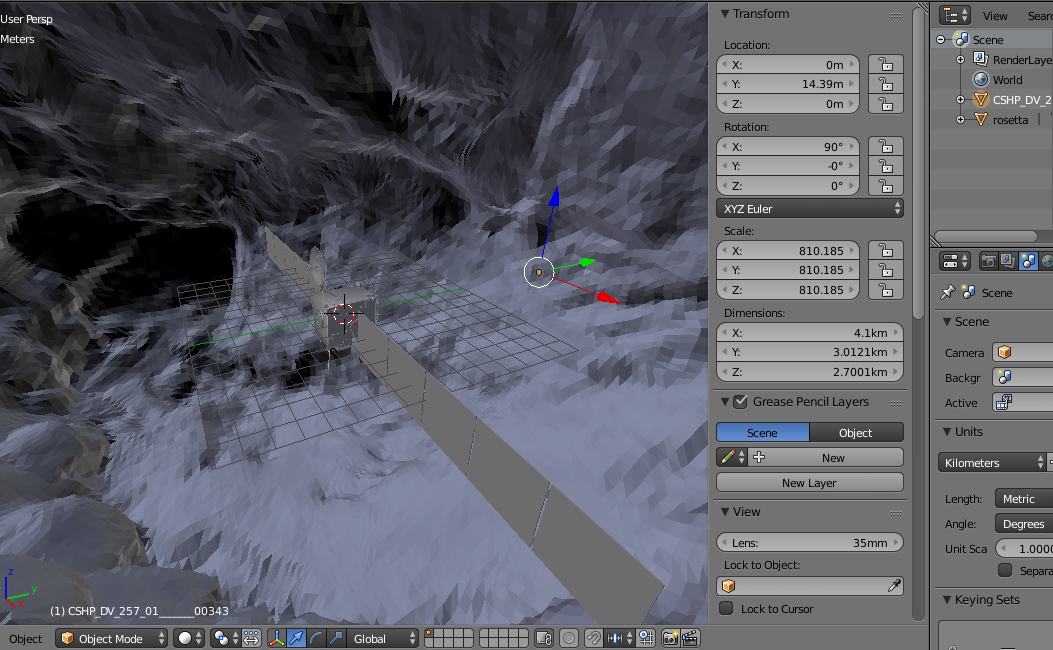 User Persp
Meters
(1) CSHP_DV_257_01______00343
z
y
x
Object
Object Mode
Global
Transform
Location:
X: 0m
Y: 14.39m
Z: 0m
Rotation:
X: 90°
Y: -0°
Z: 0°
XYZ Euler
Scale:
X: 810.185
Y: 810.185
Z: 810.185
Dimensions:
X: 4.1km
Y: 3.0121km
Z: 2.7001km
Grease Pencil Layers
Scene Object
New
New Layer
View
Lens: 35mm
Lock to Object:
Lock to Cursor
View Searc
Scene
RenderLaye
World
CSHP_DV_2
rosetta
Scene
Scene
Camera
Backgr
Active
Units
Kilometers
Length: Metric
Angle: Degrees
Unit Sca 1.0000
Separa
Keying Sets